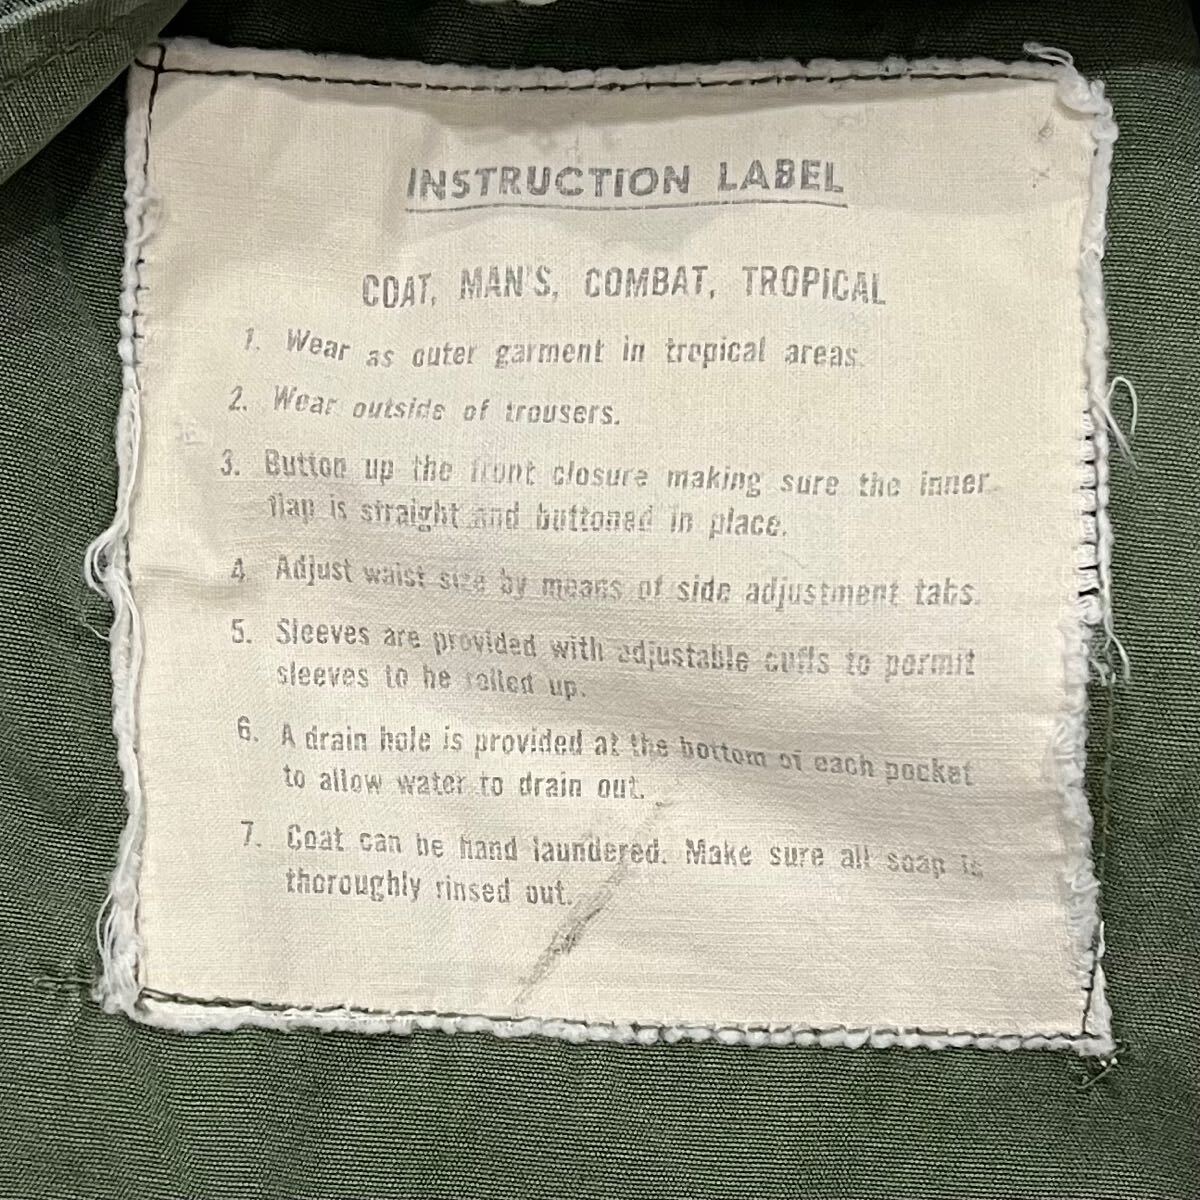 INSTRUCTION LABEL
COAT, MAN'S, COMBAT, TROPICAL
1. Wear as outer garment in tropical areas.
2. Wear outside of trousers.
3. Button up the front closure making sure the inner
flap is straight and buttoned in place.
4. Adjust waist size by means of side adjustment tabs.
5. Sleeves are provided with adjustable cuffs to permit
sleeves to be rolled up.
6. A drain hole is provided at the bottom of each pocket
to allow water to drain out.
7. Coat can be hand laundered. Make sure all soap is
thoroughly rinsed out.